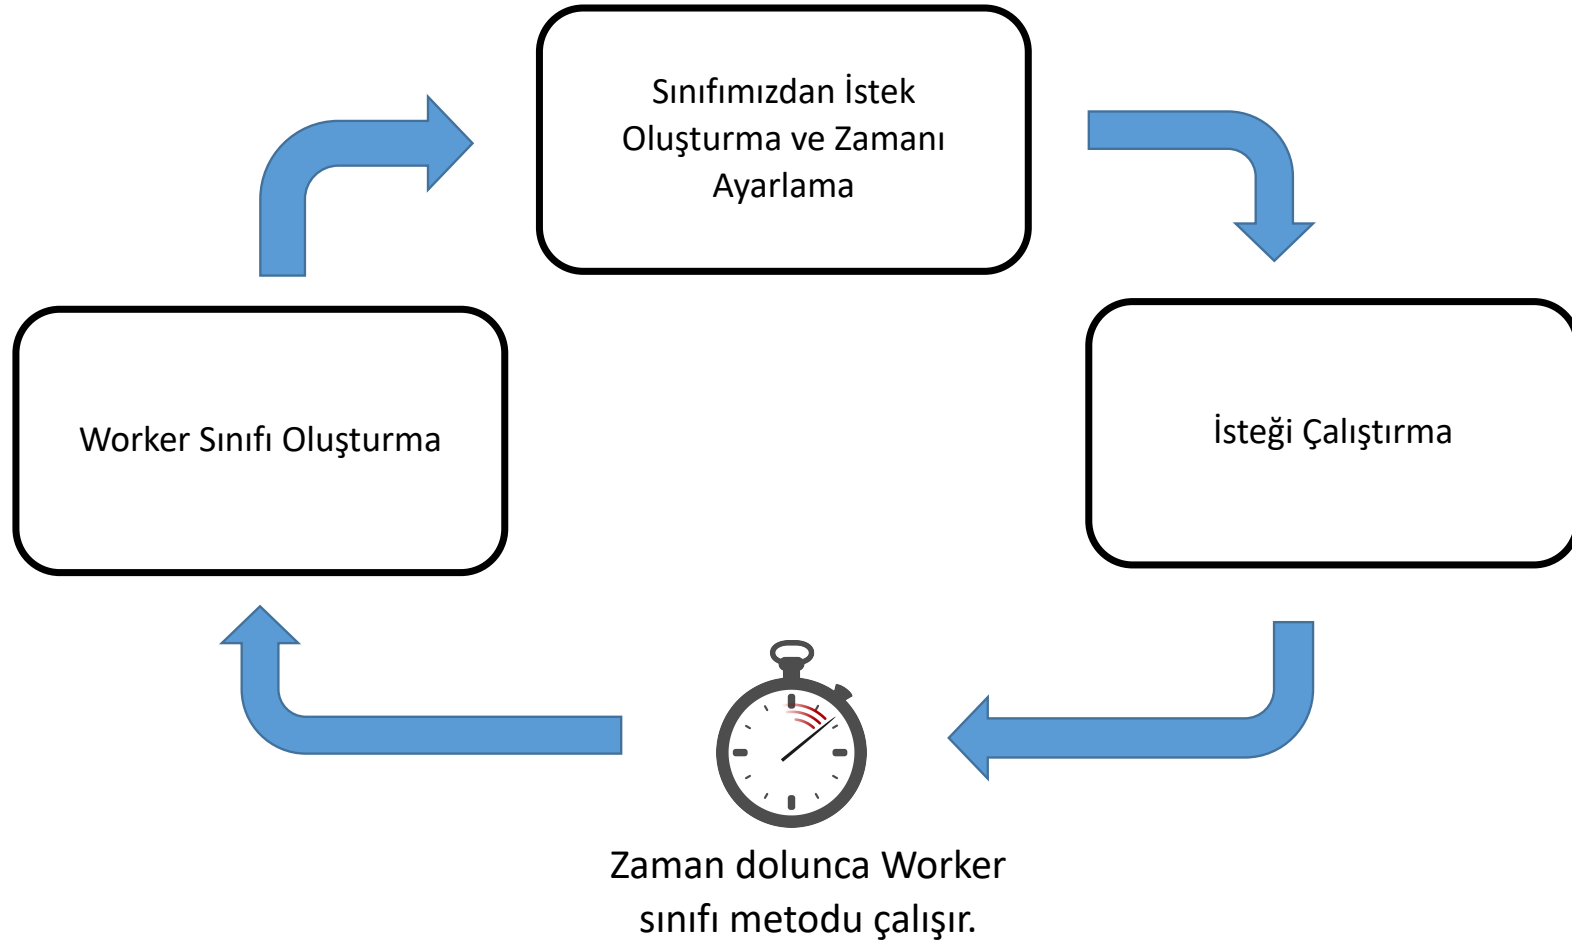 Sınıfımızdan İstek
Oluşturma ve Zamanı
Ayarlama
Worker Sınıfı Oluşturma
İsteği Çalıştırma
Zaman dolunca Worker
sınıfı metodu çalışır.